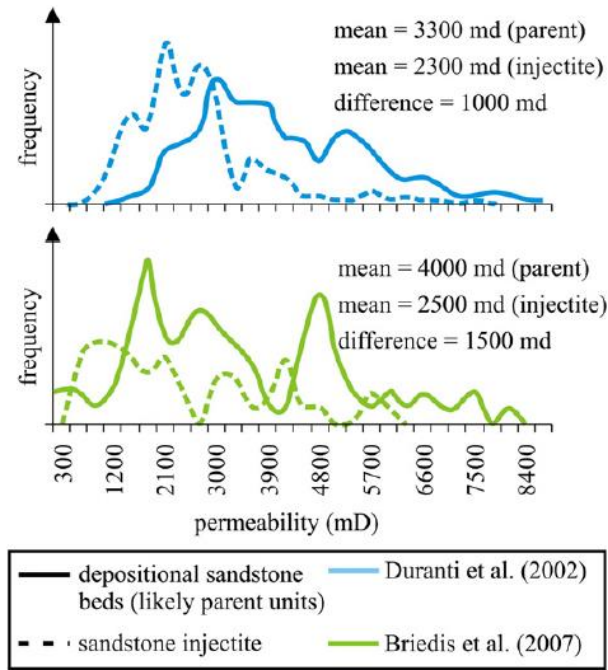 frequency
mean = 3300 md (parent)
mean = 2300 md (injectite)
difference = 1000 md
frequency
mean = 4000 md (parent)
mean = 2500 md (injectite)
difference = 1500 md
300 1200 2100 3000 3900 4800 5700 6600 7500 8400
permeability (mD)
depositional sandstone
beds (likely parent units)
sandstone injectite
Duranti et al. (2002)
Briedis et al. (2007)